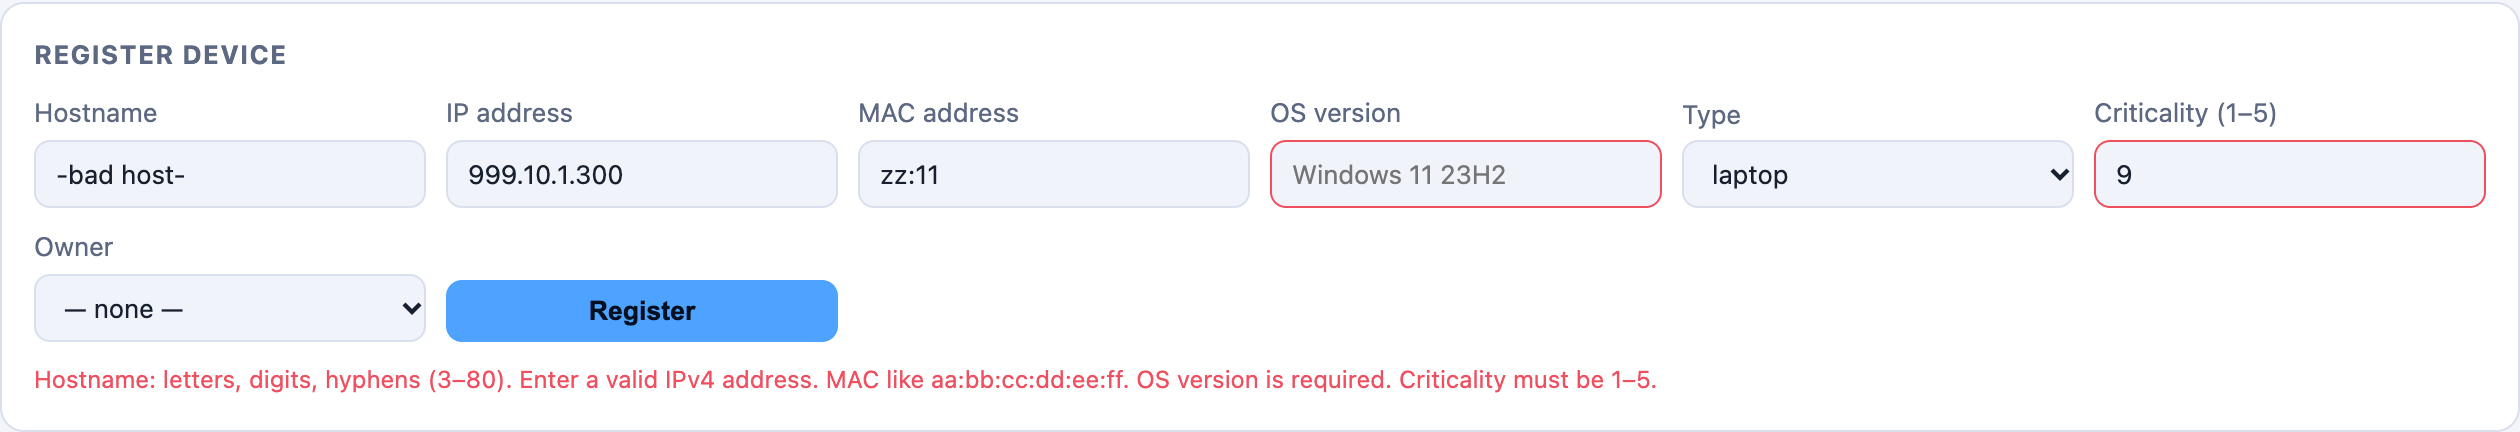 REGISTER DEVICE
Hostname
IP address
MAC address
OS version
Type
Criticality (1–5)
-bad host-
999.10.1.300
zz:11
Windows 11 23H2
laptop
9
Owner
— none —
Register
Hostname: letters, digits, hyphens (3–80). Enter a valid IPv4 address. MAC like aa:bb:cc:dd:ee:ff. OS version is required. Criticality must be 1–5.